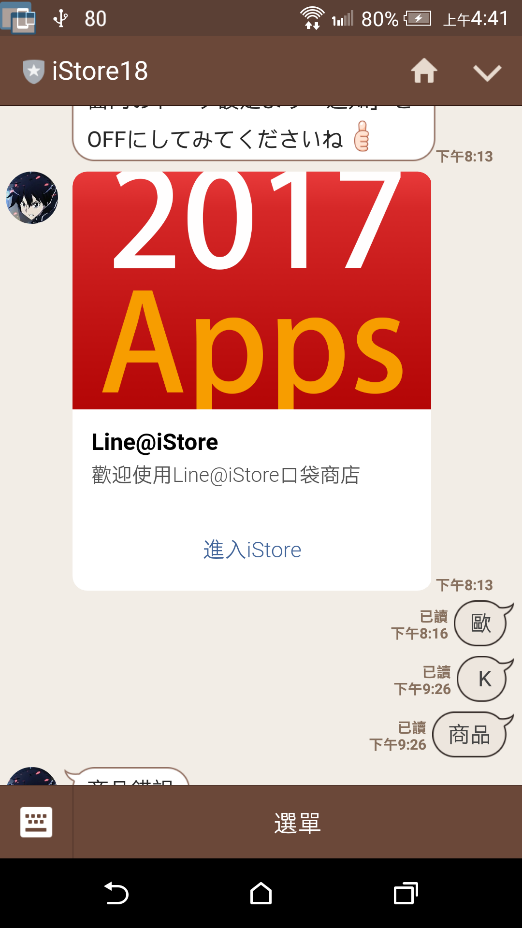 80
80%
上午4:41
iStore18
OFFにしてみてくださいね
下午8:13
2017
Apps
Line@iStore
歡迎使用Line@iStore口袋商店
進入iStore
下午8:13
已讀
下午8:16
歐
已讀
下午9:26
K
已讀
下午9:26
商品
選單